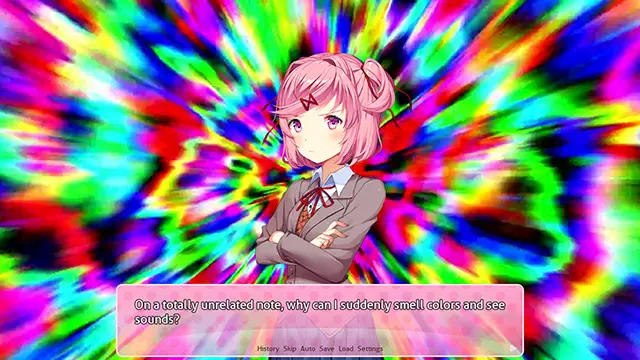 On a totally unrelated note, why can I suddenly smell colors and see
sounds?
History Skip Auto Save Load Settings